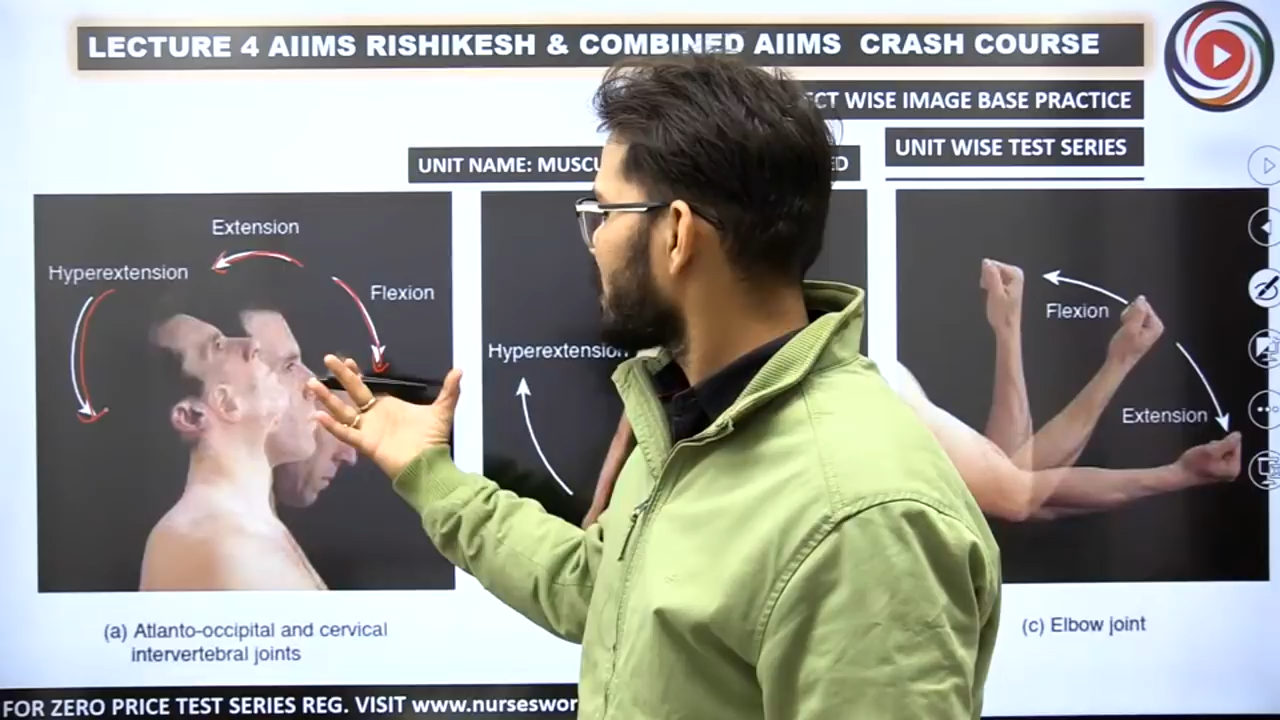 LECTURE 4 AIIMS RISHIKESH & COMBINED AIIMS CRASH COURSE
WISE IMAGE BASE PRACTICE
UNIT WISE TEST SERIES
UNIT NAME:
Extension
Hyperextension
Flexion
Hyperextension
Flexion
Extension
(a) Atlanto-occipital and cervical
intervertebral joints
(c) Elbow joint
FOR ZERO PRICE TEST SERIES REG. VISIT